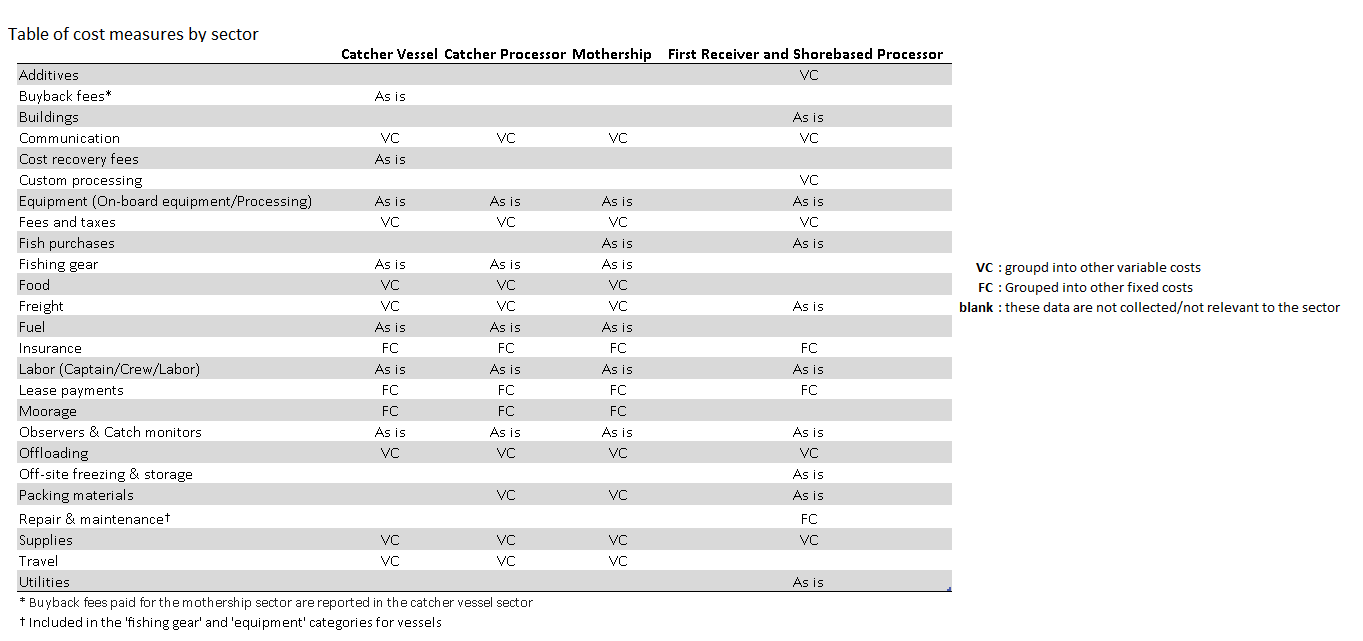 Table of cost measures by sector
Catcher Vessel Catcher Processor Mothership First Receiver and Shorebased Processor
Additives VC
Buyback fees* As is
Buildings As is
Communication VC VC VC VC
Cost recovery fees As is
Custom processing VC
Equipment (On-board equipment/Processing) As is As is As is As is
Fees and taxes VC VC VC VC
Fish purchases As is As is
Fishing gear As is As is As is
Food VC VC VC
Freight VC VC VC As is
Fuel As is As is As is
Insurance FC FC FC FC
Labor (Captain/Crew/Labor) As is As is As is As is
Lease payments FC FC FC FC
Moorage FC FC FC
Observers & Catch monitors As is As is As is As is
Offloading VC VC VC VC
Off-site freezing & storage As is
Packing materials VC VC As is
Repair & maintenance† FC
Supplies VC VC VC VC
Travel VC VC VC
Utilities As is
* Buyback fees paid for the mothership sector are reported in the catcher vessel sector
† Included in the 'fishing gear' and 'equipment' categories for vessels
VC : groupd into other variable costs
FC : Grouped into other fixed costs
blank : these data are not collected/not relevant to the sector